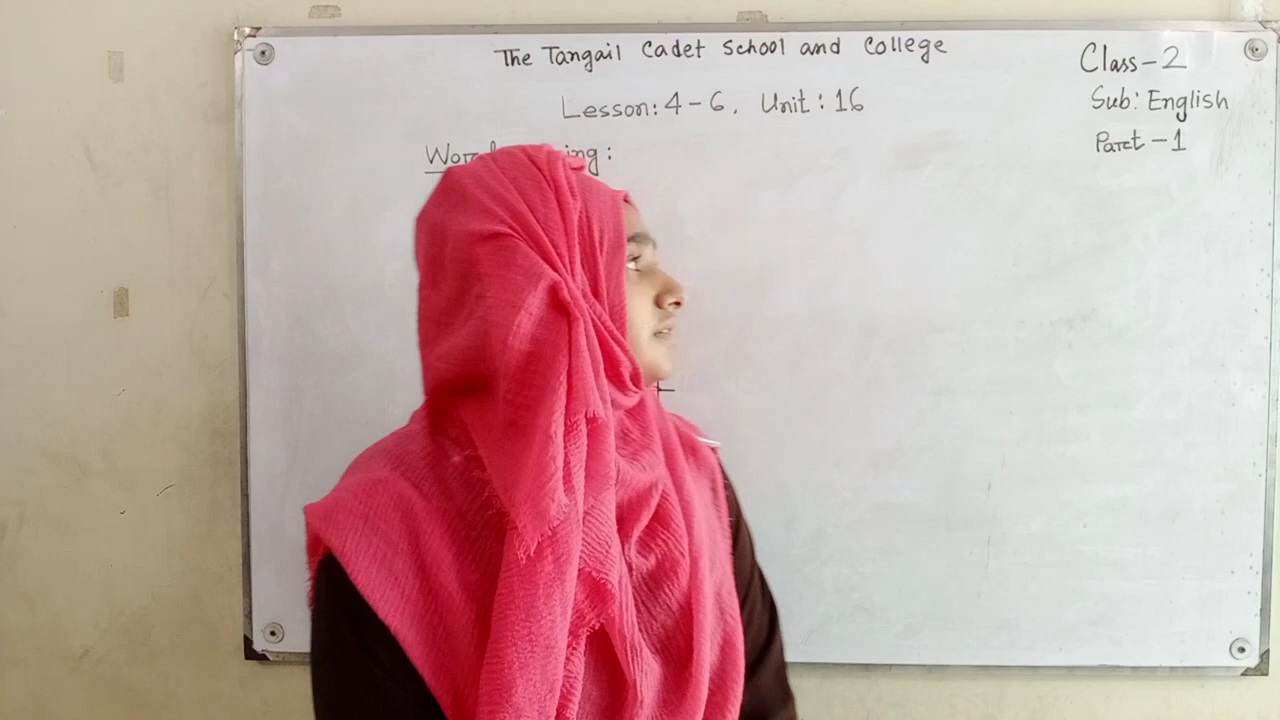 The Tangail Cadet School and College
Class-2
Lesson: 4-6, Unit: 16
Sub: English
Part-1